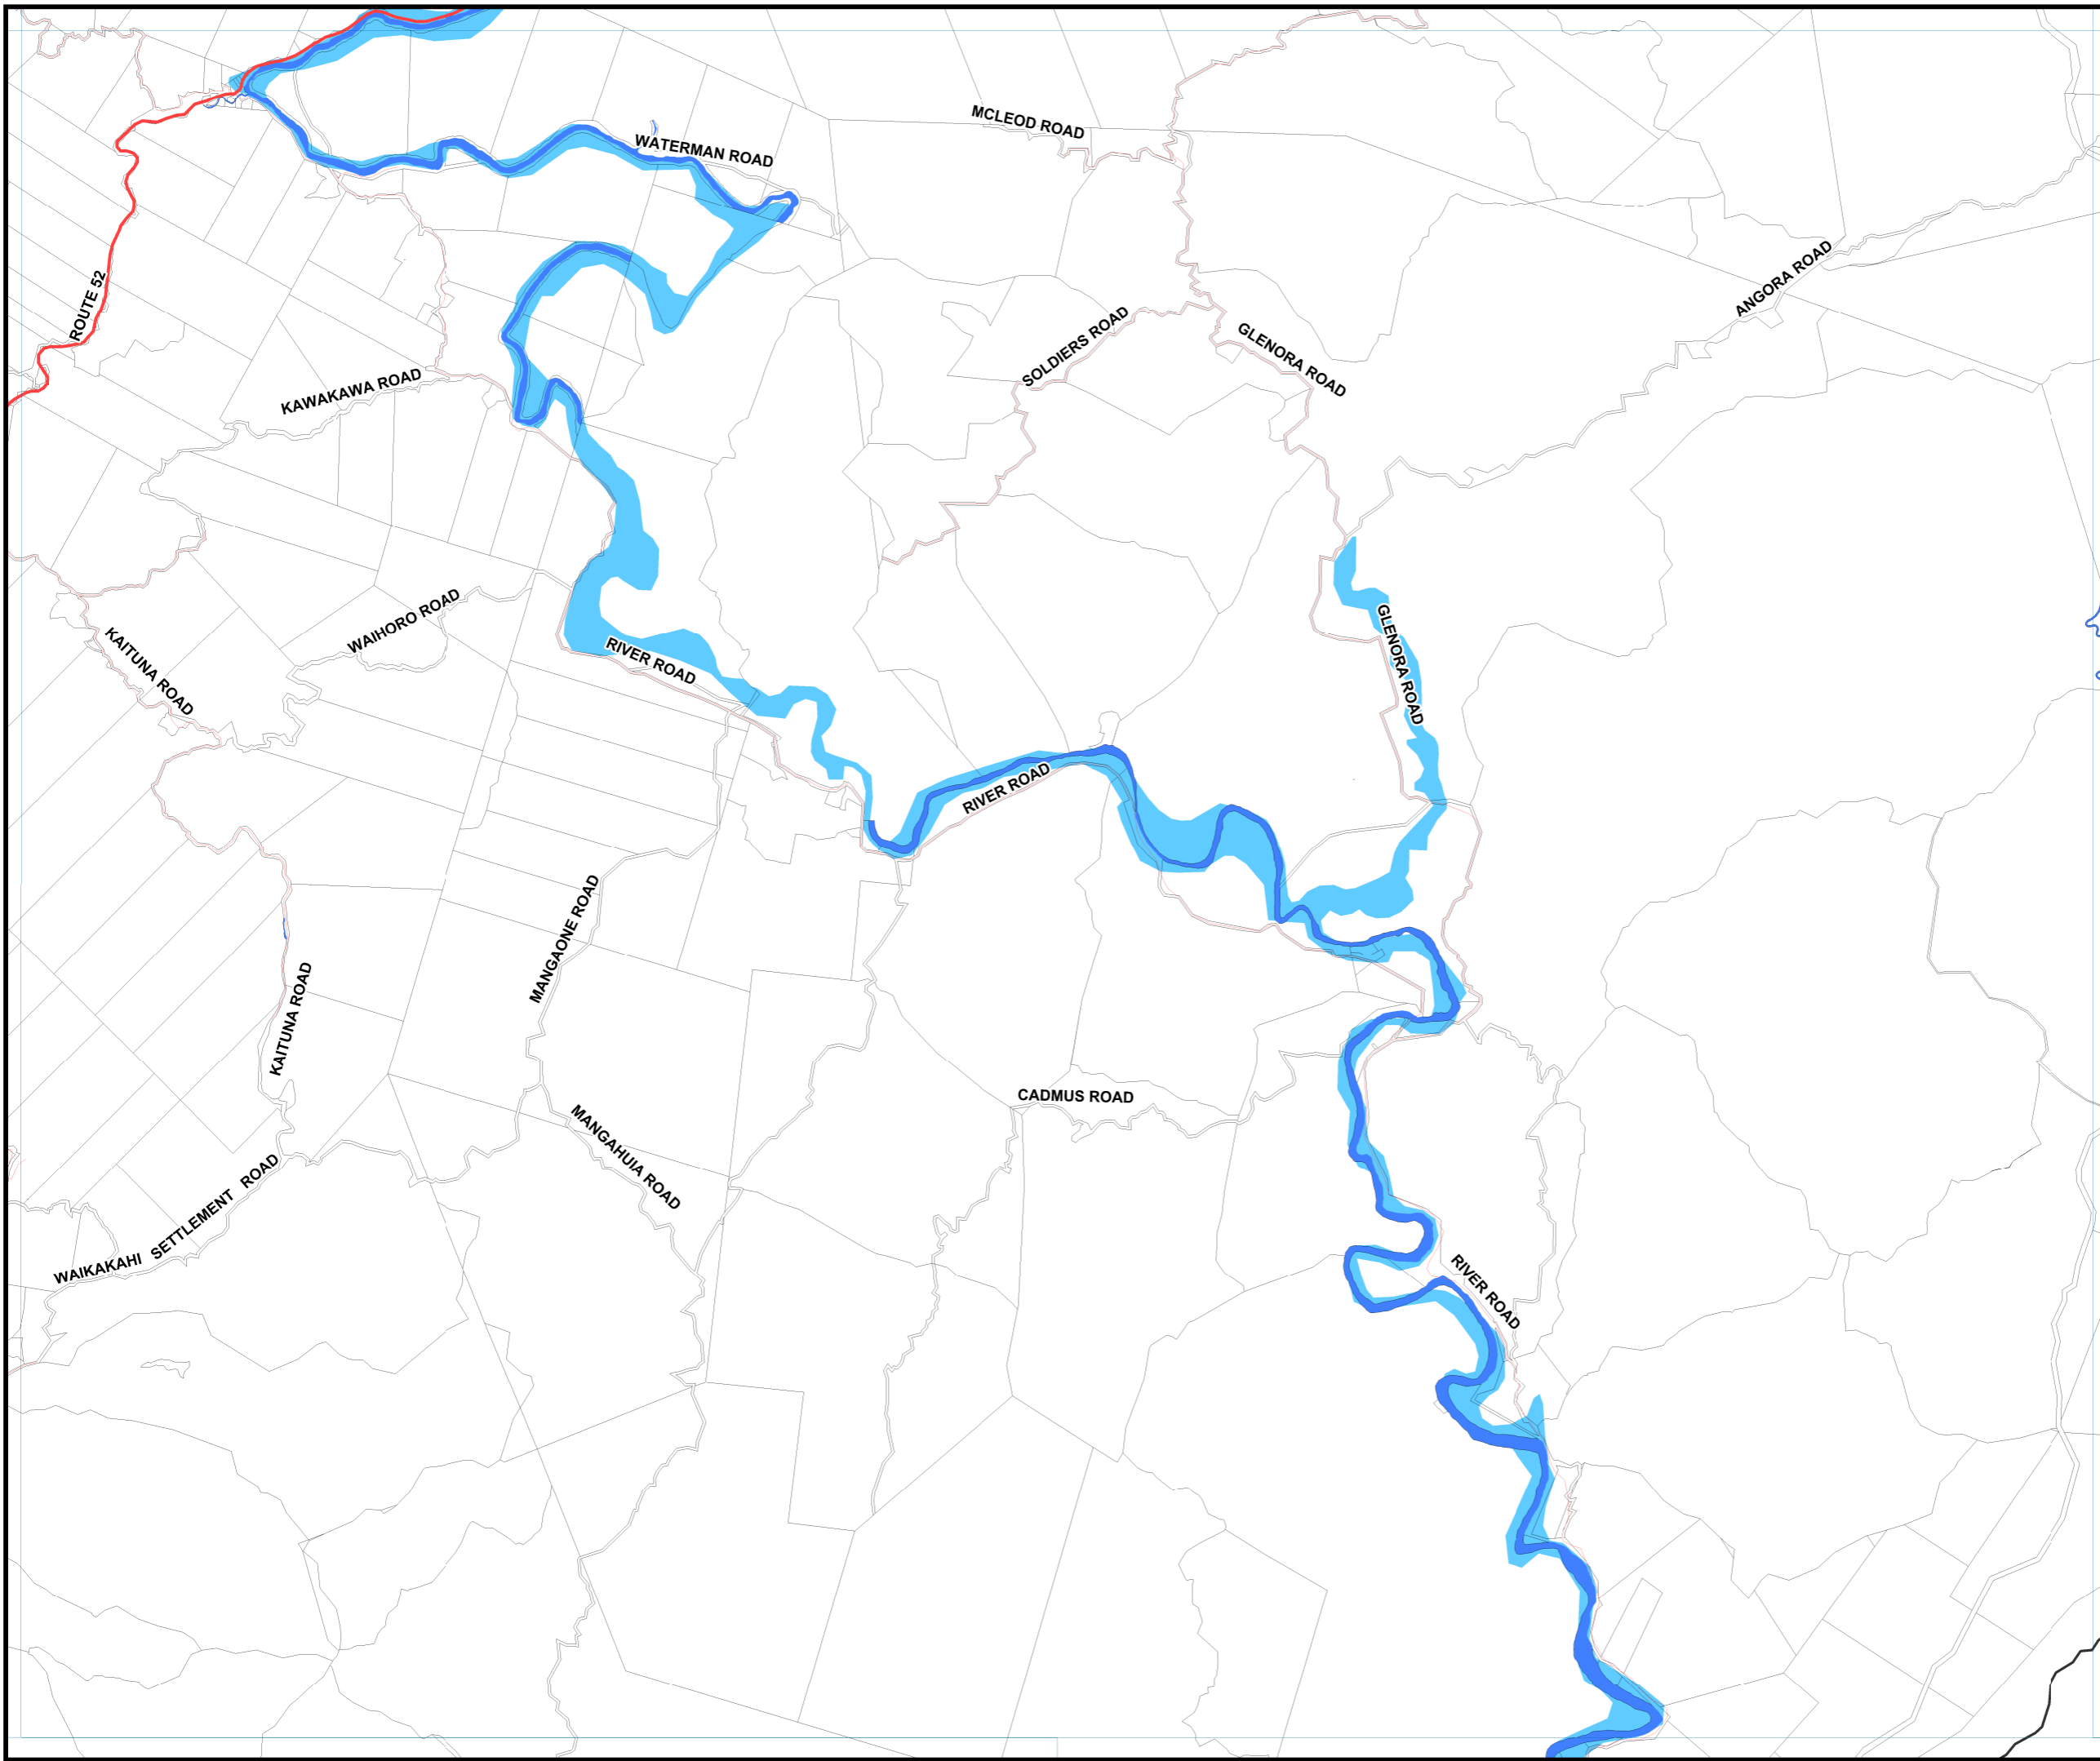 MCLEOD ROAD
WATERMAN ROAD
ANGORA ROAD
ROUTE 52
SOLDIERS ROAD
GLENORA ROAD
KAWAKAWA ROAD
WAIHORO ROAD
GLENORA ROAD
KAITUNA ROAD
RIVER ROAD
RIVER ROAD
MANGAONE ROAD
KAITUNA ROAD
CADMUS ROAD
MANGAHUIA ROAD
WAIKAKAHI SETTLEMENT ROAD
RIVER ROAD